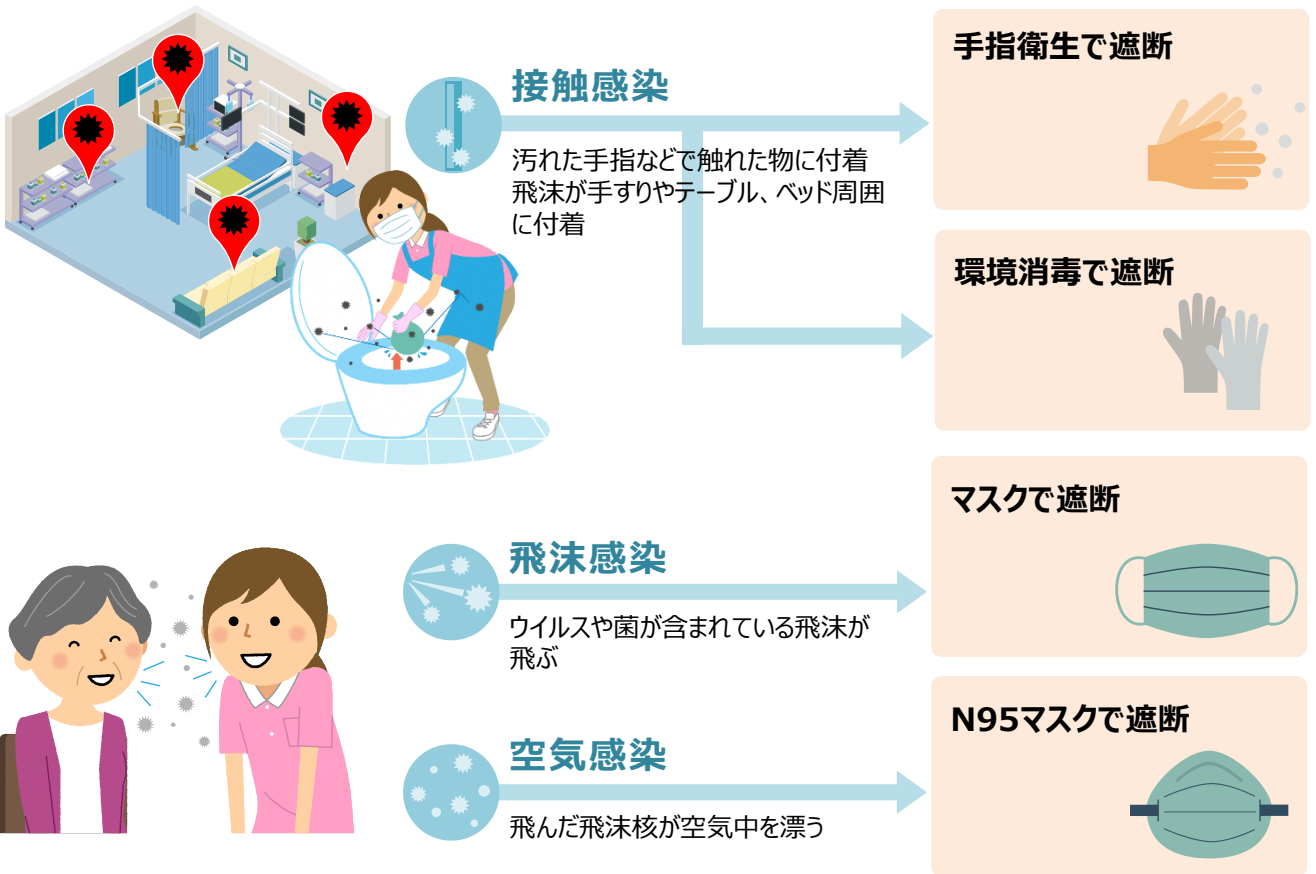 接触感染
汚れた手指などで触れた物に付着
飛沫が手すりやテーブル、ベッド周囲
に付着
手指衛生で遮断
環境消毒で遮断
飛沫感染
ウイルスや菌が含まれている飛沫が
飛ぶ
マスクで遮断
空気感染
飛んだ飛沫核が空気中を漂う
N95マスクで遮断